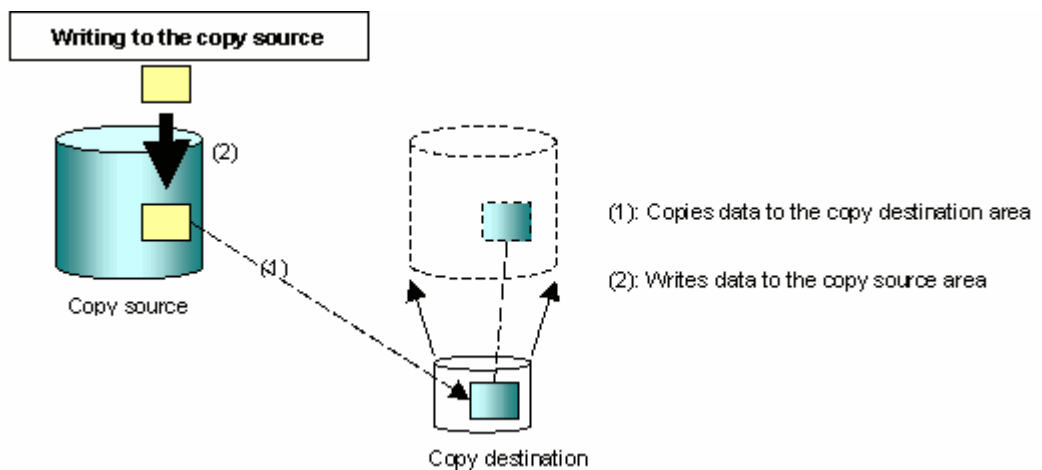 Writing to the copy source
(2)
(1)
Copy source
Copy destination
(1): Copies data to the copy destination area
(2): Writes data to the copy source area